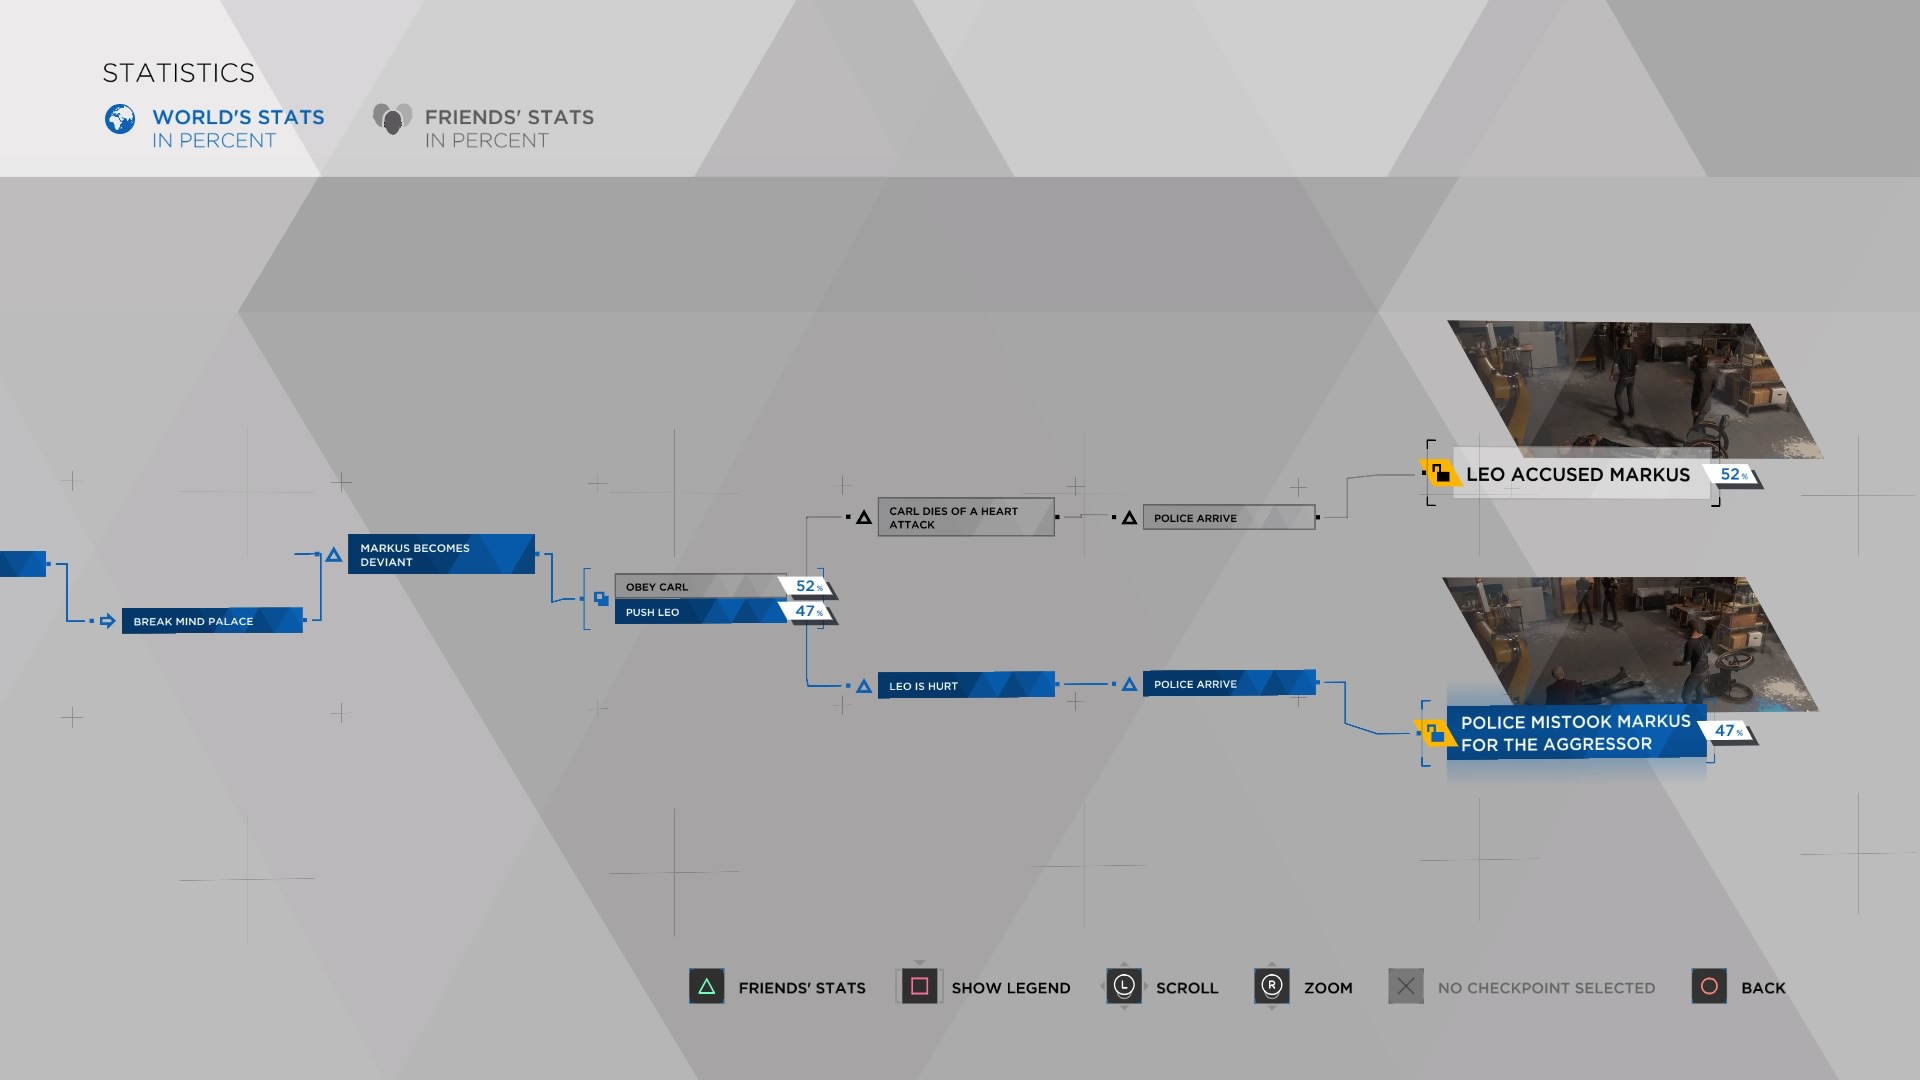 STATISTICS
WORLD'S STATS
IN PERCENT
FRIENDS' STATS
IN PERCENT
BREAK MIND PALACE
MARKUS BECOMES
DEVIANT
OBEY CARL
52%
PUSH LEO
47%
CARL DIES OF A HEART
ATTACK
POLICE ARRIVE
LEO ACCUSED MARKUS
52%
LEO IS HURT
POLICE ARRIVE
POLICE MISTOOK MARKUS
FOR THE AGGRESSOR
47%
FRIENDS' STATS
SHOW LEGEND
L
SCROLL
R
ZOOM
NO CHECKPOINT SELECTED
BACK